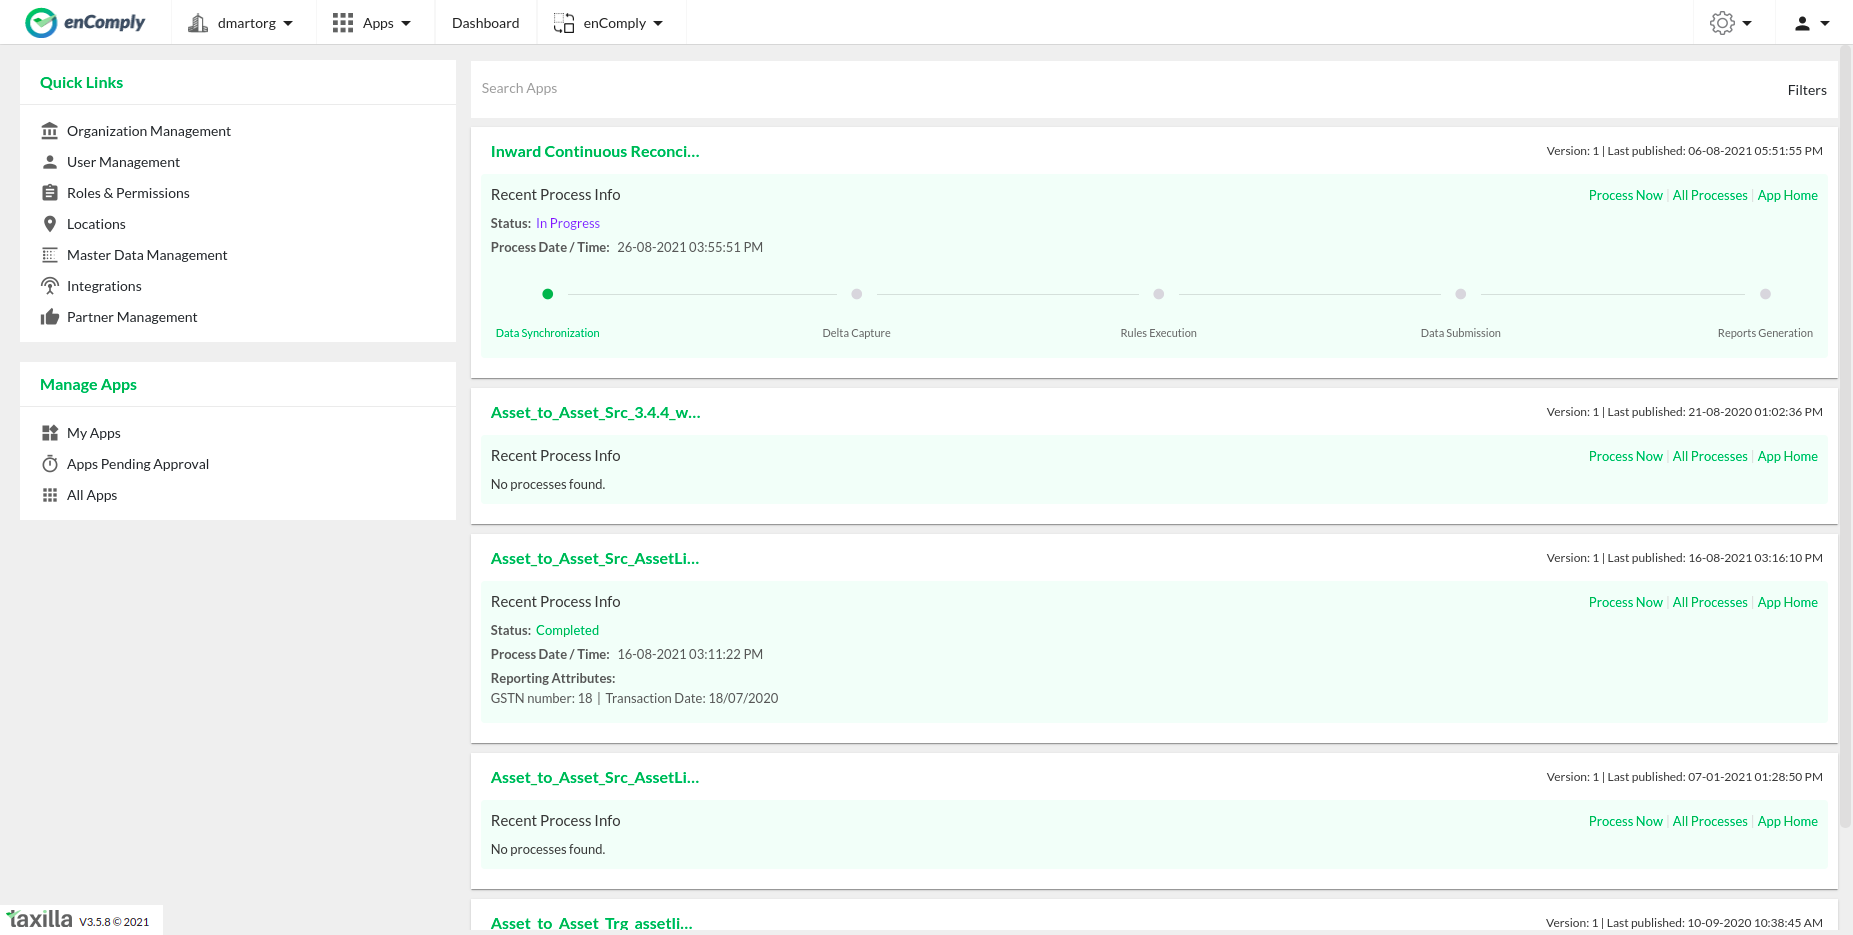 enComply
dmartorg
Apps
Dashboard
enComply
Quick Links
Organization Management
User Management
Roles & Permissions
Locations
Master Data Management
Integrations
Partner Management
Manage Apps
My Apps
Apps Pending Approval
All Apps
Search Apps
Filters
Inward Continuous Reconci...
Version: 1 | Last published: 06-08-2021 05:51:55 PM
Recent Process Info
Process Now | All Processes | App Home
Status: In Progress
Process Date / Time: 26-08-2021 03:55:51 PM
Data Synchronization
Delta Capture
Rules Execution
Data Submission
Reports Generation
Asset_to_Asset_Src_3.4.4_w...
Version: 1 | Last published: 21-08-2020 01:02:36 PM
Recent Process Info
Process Now | All Processes | App Home
No processes found.
Asset_to_Asset_Src_AssetLi...
Version: 1 | Last published: 16-08-2021 03:16:10 PM
Recent Process Info
Process Now | All Processes | App Home
Status: Completed
Process Date / Time: 16-08-2021 03:11:22 PM
Reporting Attributes:
GSTN number: 18 | Transaction Date: 18/07/2020
Asset_to_Asset_Src_AssetLi...
Version: 1 | Last published: 07-01-2021 01:28:50 PM
Recent Process Info
Process Now | All Processes | App Home
No processes found.
Asset_to_Asset_Trg_assetli...
Version: 1 | Last published: 10-09-2020 10:38:45 AM
taxilla V3.5.8 © 2021